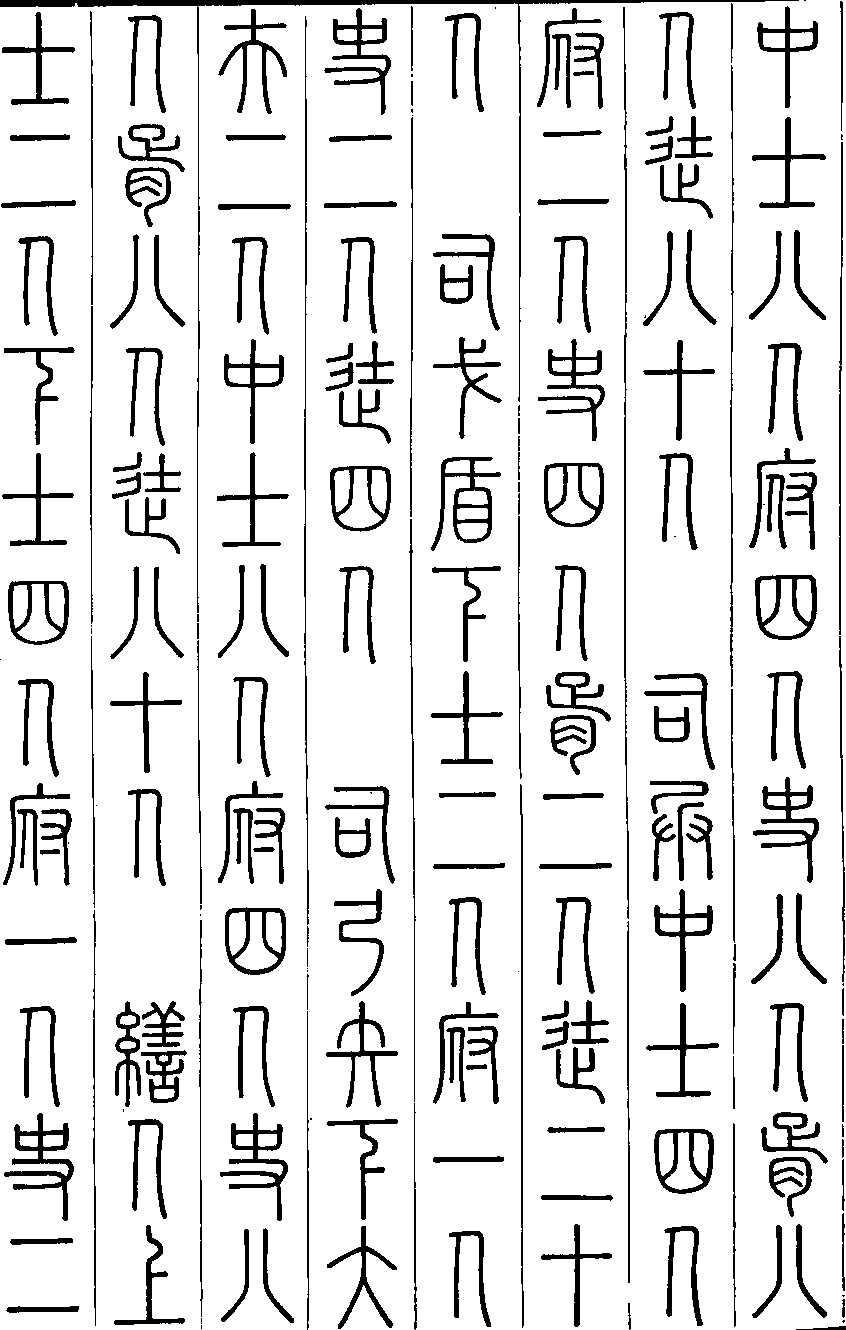 中士八人府四人史八人胥八
人徒八十人　司兵中士四人
府二人史四人胥二人徒二十
人　司戈盾下士二人府一人
史二人徒四人　司弓矢下大
夫二人中士八人府四人史八
人胥八人徒八十人　繕人上
士二人下士四人府一人史二